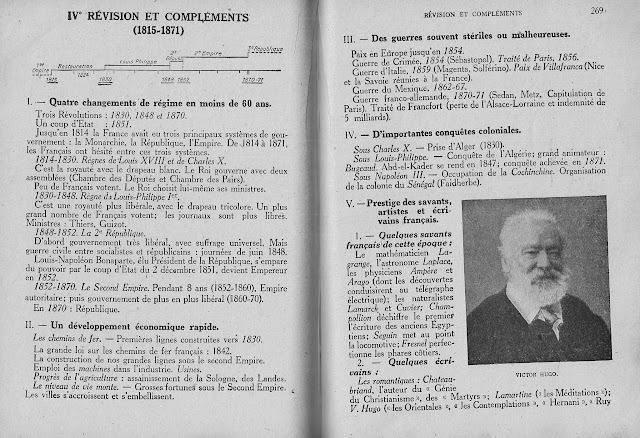 IVᵉ RÉVISION ET COMPLÉMENTS
(1815-1871)
1ᵉʳ Empire
Restauration
Louis Philippe
2ᵉ Répub
2ᵉ Empire
3ᵉ République
1815
1824
1830
1848
1852
1870-71
I. — Quatre changements de régime en moins de 60 ans.
Trois Révolutions : 1830, 1848 et 1870.
Un coup d'Etat : 1851.
Jusqu'en 1814 la France avait eu trois principaux systèmes de gou-
vernement : la Monarchie, la République, l'Empire. De 1814 à 1871,
les Français ont hésité entre ces trois systèmes.
1814-1830. Règnes de Louis XVIII et de Charles X.
C'est la royauté avec le drapeau blanc. Le Roi gouverne avec deux
assemblées (Chambre des Députés et Chambre des Pairs).
Peu de Français votent. Le Roi choisit lui-même ses ministres.
1830-1848. Règne de Louis-Philippe Iᵉʳ.
C'est une royauté plus libérale, avec le drapeau tricolore. Un plus
grand nombre de Français votent; les journaux sont plus libres.
Ministres : Thiers, Guizot.
1848-1852. La 2ᵉ République.
D'abord gouvernement très libéral, avec suffrage universel. Mais
guerre civile entre socialistes et républicains : journées de juin 1848.
Louis-Napoléon Bonaparte, élu Président de la République, s'empare
du pouvoir par le coup d'Etat du 2 décembre 1851, devient Empereur
en 1852.
1852-1870. Le Second Empire. Pendant 8 ans (1852-1860), Empire
autoritaire; puis gouvernement de plus en plus libéral (1860-70).
En 1870 : République.
II. — Un développement économique rapide.
Les chemins de fer. — Premières lignes construites vers 1830.
La grande loi sur les chemins de fer français : 1842.
La construction de nos grandes lignes sous le second Empire.
Emploi des machines dans l'industrie. Usines.
Progrès de l'agriculture : assainissement de la Sologne, des Landes.
Le niveau de vie monte. — Grosses fortunes sous le Second Empire.
Les villes s'accroissent et s'embellissent.
RÉVISION ET COMPLÉMENTS
269
III. — Des guerres souvent stériles ou malheureuses.
Paix en Europe jusqu'en 1854.
Guerre de Crimée, 1854 (Sébastopol). Traité de Paris, 1856.
Guerre d'Italie, 1859 (Magenta, Solférino). Paix de Villafranca (Nice
et la Savoie réunies à la France).
Guerre du Mexique. 1862-67.
Guerre franco-allemande, 1870-71 (Sedan, Metz, Capitulation de
Paris). Traité de Francfort (perte de l'Alsace-Lorraine et indemnité de
5 milliards).
IV. — D'importantes conquêtes coloniales.
Sous Charles X. — Prise d'Alger (1830).
Sous Louis-Philippe. — Conquête de l'Algérie; grand animateur :
Bugeaud. Abd-el-Kader se rend en 1847; conquête achevée en 1871.
Sous Napoléon III. — Occupation de la Cochinchine. Organisation
de la colonie du Sénégal (Faidherbe).
V. — Prestige des savants,
artistes et écri-
vains français.
1. — Quelques savants
français de cette époque :
Le mathématicien La-
grange, l'astronome Laplace,
les physiciens Ampère et
Arago (dont les découvertes
conduisirent au télégraphe
électrique); les naturalistes
Lamarck et Cuvier; Cham-
pollion déchiffre le premier
l'écriture des anciens Egyp-
tiens; Seguin met au point
la locomotive; Fresnel perfec-
tionne les phares côtiers.
2. — Quelques écri-
vains :
Les romantiques : Chateau-
briand, l'auteur du « Génie
du Christianisme », des « Martyrs »; Lamartine (« les Méditations »);
V. Hugo (« les Orientales », « les Contemplations », « Hernani », « Ruy
VICTOR HUGO.